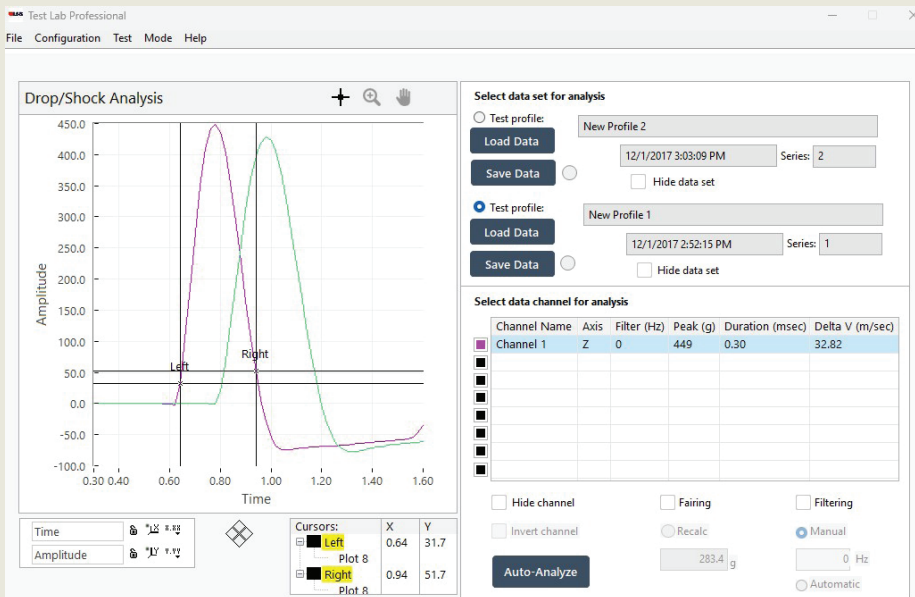 Test Lab Professional
File Configuration Test Mode Help
Drop/Shock Analysis
450.0
400.0
350.0
300.0
250.0
200.0
150.0
100.0
50.0
0.0
-50.0
-100.0
Amplitude
Left
Right
0.30 0.40 0.60 0.80 1.00 1.20 1.40 1.60
Time
Time
Amplitude
Cursors: X Y
Left 0.64 31.7
Plot 8
Right 0.94 51.7
Plot 8
Select data set for analysis
Test profile:
New Profile 2
Load Data
12/1/2017 3:03:09 PM Series: 2
Save Data
Hide data set
Test profile:
New Profile 1
Load Data
12/1/2017 2:52:15 PM Series: 1
Save Data
Hide data set
Select data channel for analysis
Channel Name Axis Filter (Hz) Peak (g) Duration (msec) Delta V (m/sec)
Channel 1 Z 0 449 0.30 32.82
Hide channel Fairing Filtering
Invert channel Recalc Manual
283.4 g 0 Hz
Auto-Analyze
Automatic